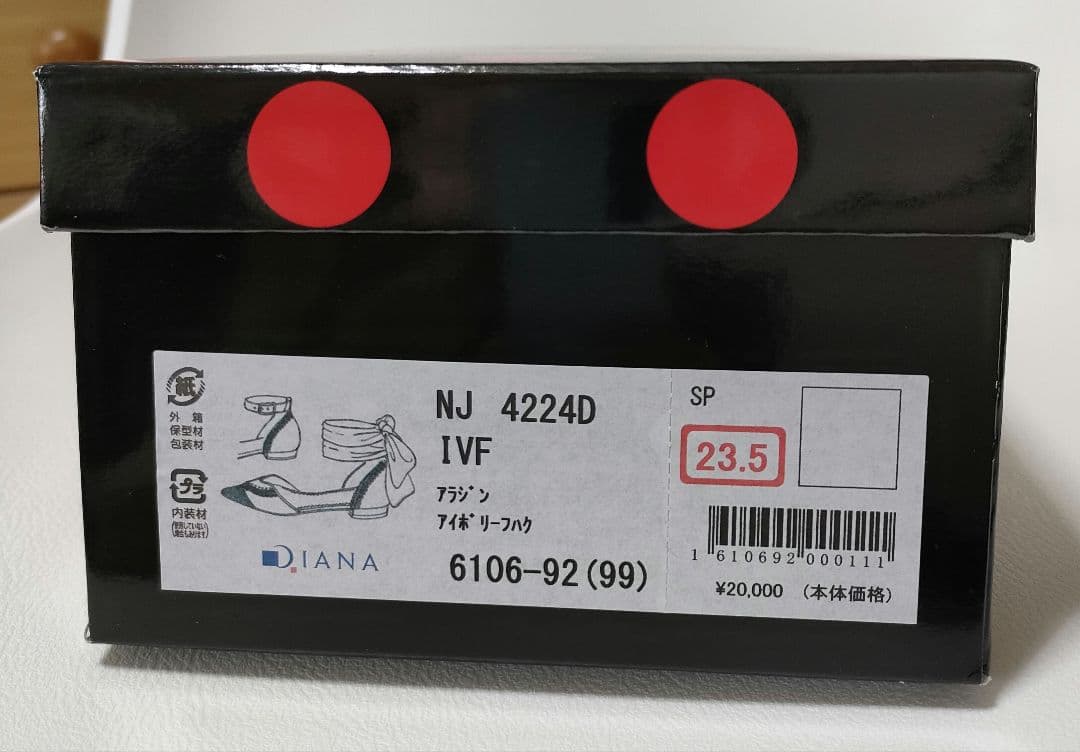 紙
外 箱
保型材
包装材
プラ
内装材
(使用していない
場合もあります)
DIANA
NJ 4224D
IVF
ｱﾗｼﾞﾝ
ｱｲﾎﾞﾘｰﾌﾊｸ
6106-92(99)
SP
23.5
1 610692 000111
¥20,000 (本体価格)